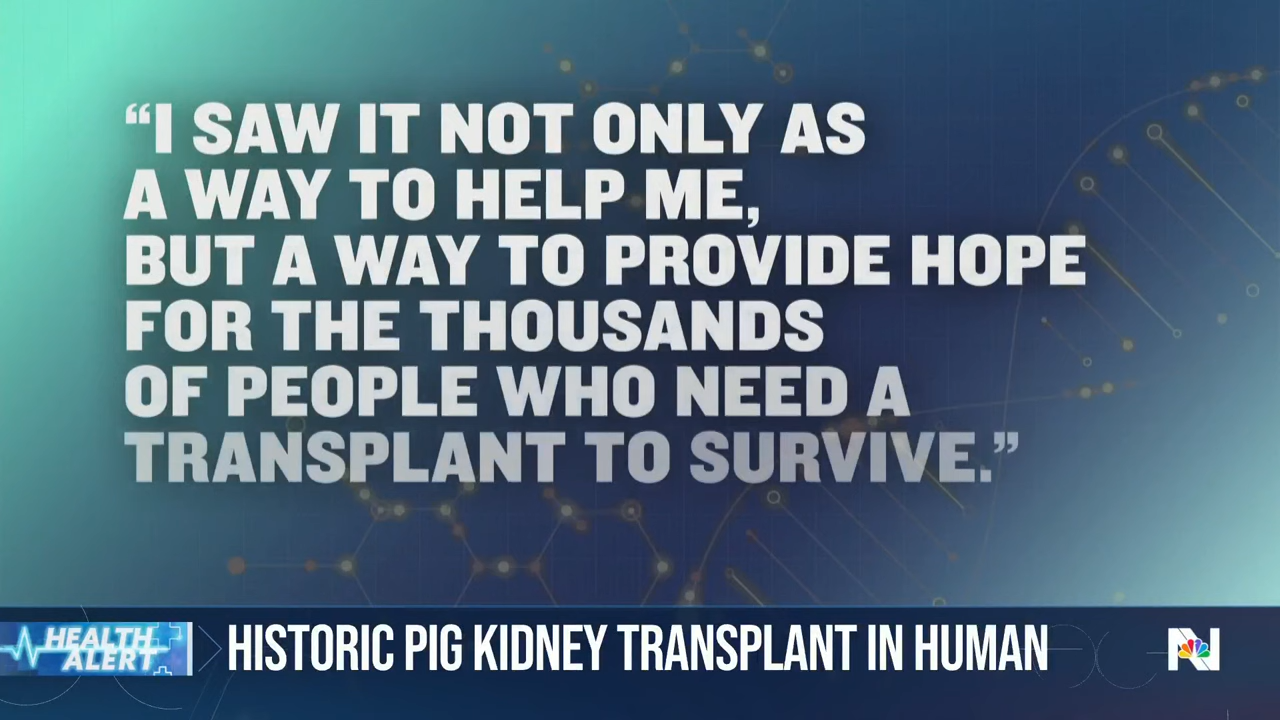 “I SAW IT NOT ONLY AS
A WAY TO HELP ME,
BUT A WAY TO PROVIDE HOPE
FOR THE THOUSANDS
OF PEOPLE WHO NEED A
TRANSPLANT TO SURVIVE.”
HEALTH
ALERT
HISTORIC PIG KIDNEY TRANSPLANT IN HUMAN
N